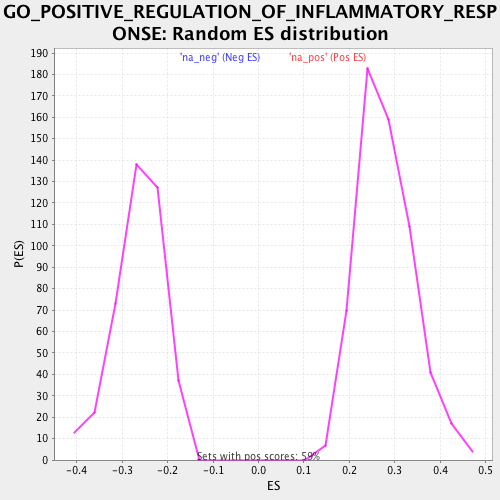 GO_POSITIVE_REGULATION_OF_INFLAMMATORY_RESP
ONSE: Random ES distribution
'na_neg' (Neg ES) 'na_pos' (Pos ES)
P(ES)
190
180
170
160
150
140
130
120
110
100
90
80
70
60
50
40
30
20
10
0
Sets with pos scores: 59%
-0.4 -0.3 -0.2 -0.1 0.0 0.1 0.2 0.3 0.4 0.5
ES